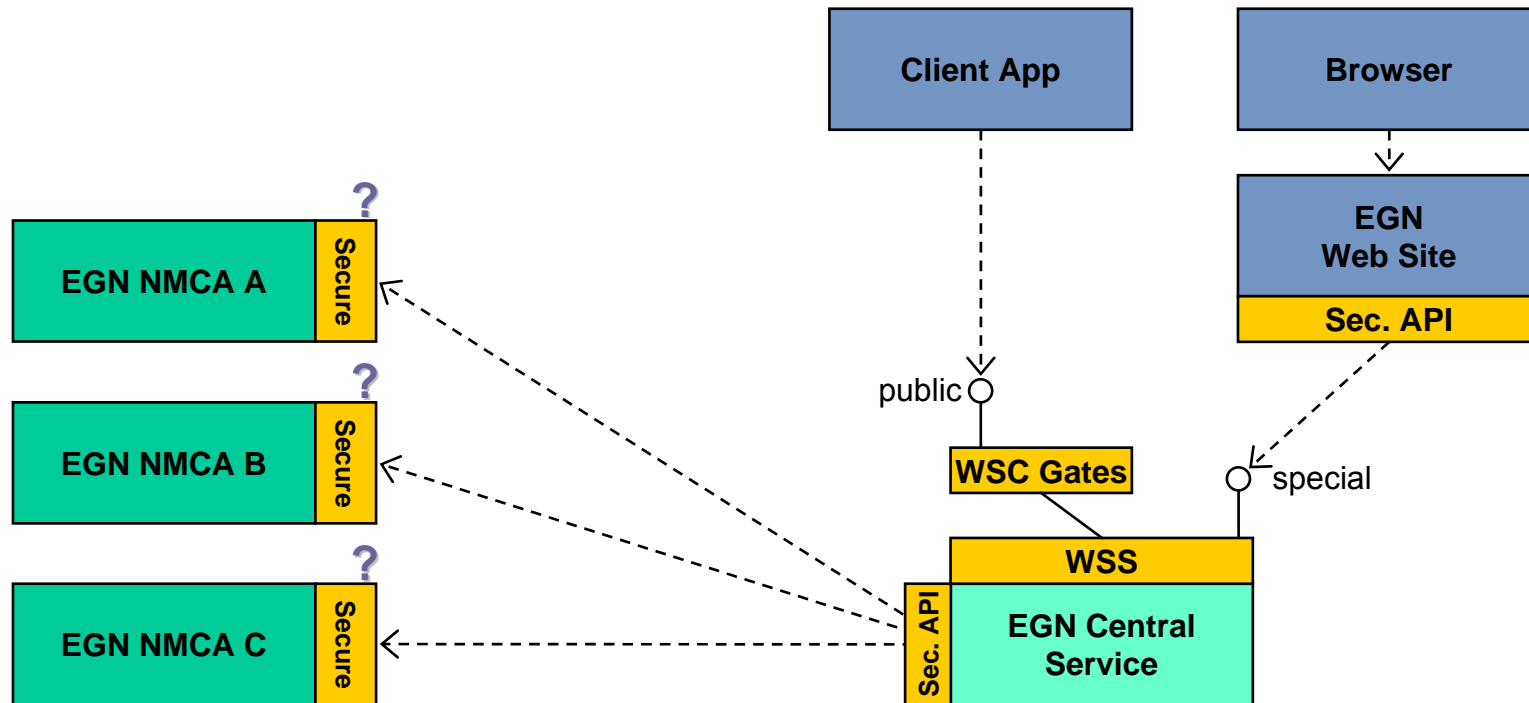 Client App
Browser
EGN
Web Site
Sec. API
?
EGN NMCA A
Secure
public
?
EGN NMCA B
Secure
WSC Gates
special
WSS
?
EGN NMCA C
Secure
Sec. API
EGN Central
Service